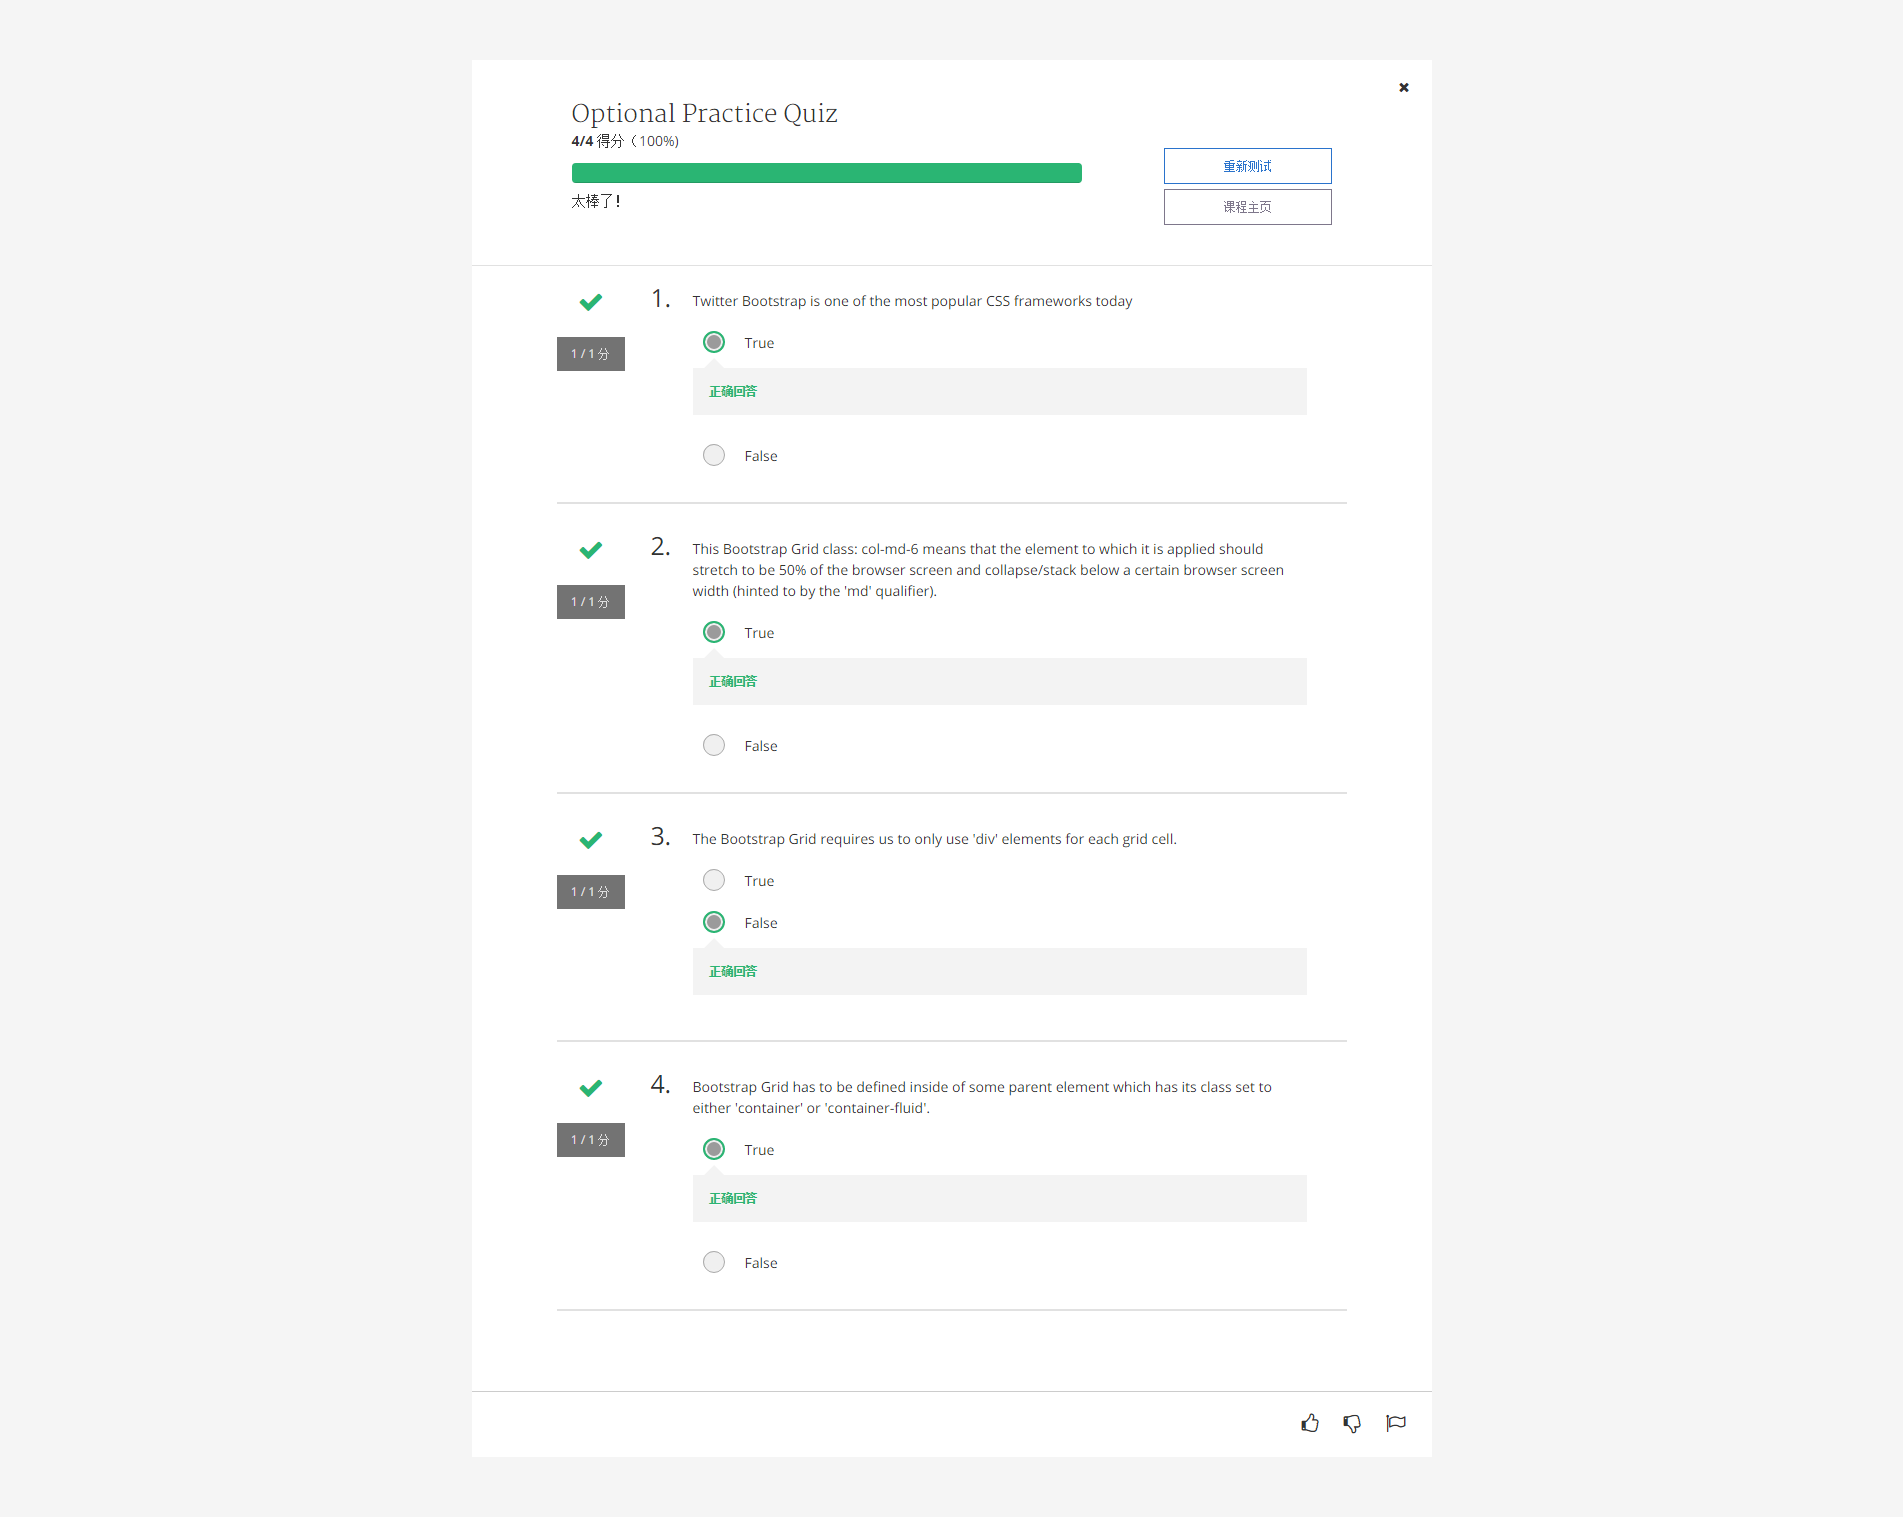 Optional Practice Quiz
4/4 得分（100%)
太棒了！
重新测试
课程主页
1.
Twitter Bootstrap is one of the most popular CSS frameworks today
1 / 1 分
True
正确回答
False
2.
This Bootstrap Grid class: col-md-6 means that the element to which it is applied should
stretch to be 50% of the browser screen and collapse/stack below a certain browser screen
width (hinted to by the 'md' qualifier).
1 / 1 分
True
正确回答
False
3.
The Bootstrap Grid requires us to only use 'div' elements for each grid cell.
1 / 1 分
True
False
正确回答
4.
Bootstrap Grid has to be defined inside of some parent element which has its class set to
either 'container' or 'container-fluid'.
1 / 1 分
True
正确回答
False